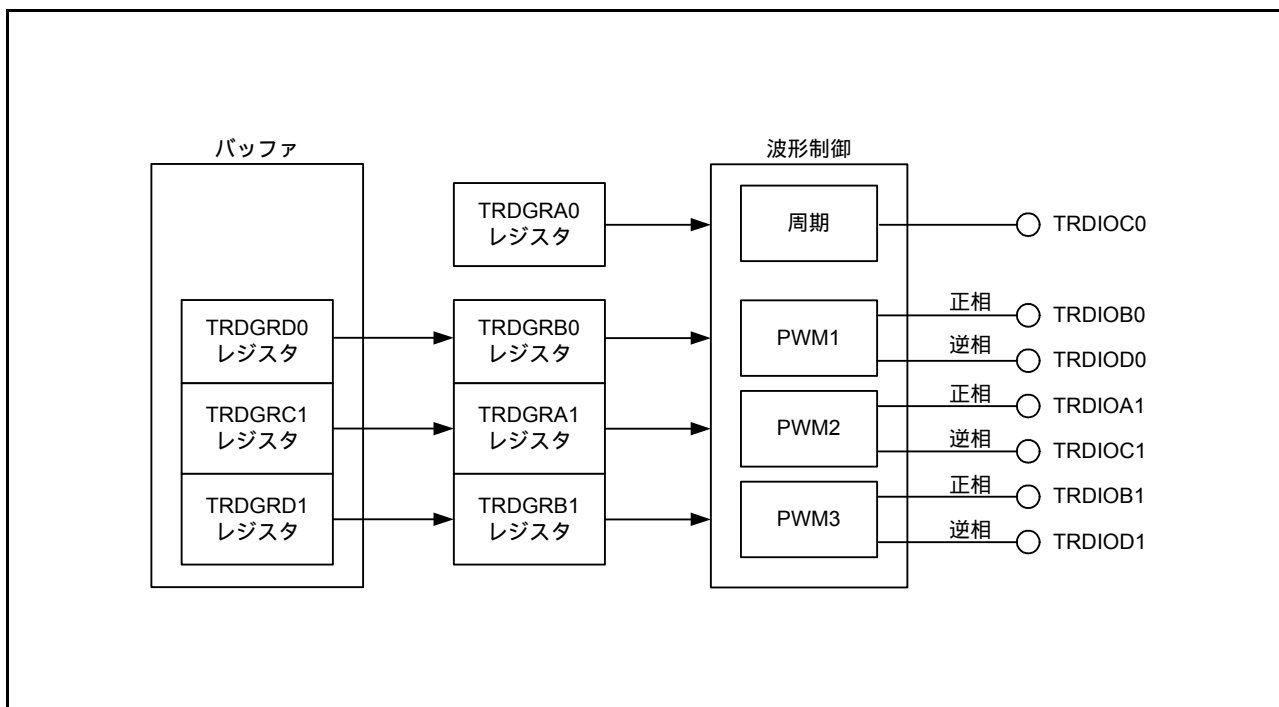 バッファ
波形制御
TRDGRA0
レジスタ
周期
TRDIOC0
TRDGRD0
レジスタ
TRDGRB0
レジスタ
PWM1
正相
TRDIOB0
逆相
TRDIOD0
TRDGRC1
レジスタ
TRDGRA1
レジスタ
PWM2
正相
TRDIOA1
逆相
TRDIOC1
TRDGRD1
レジスタ
TRDGRB1
レジスタ
PWM3
正相
TRDIOB1
逆相
TRDIOD1